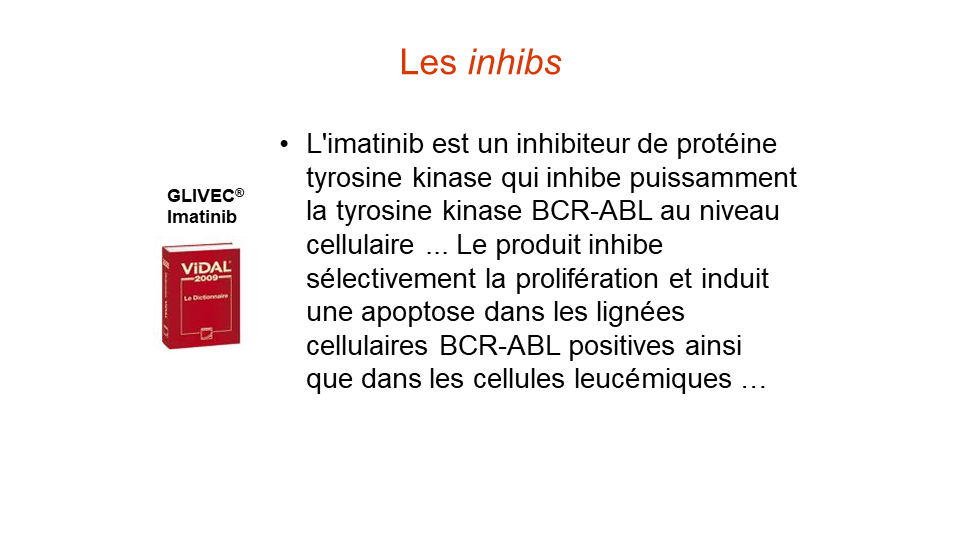 Les inhibs
• L'imatinib est un inhibiteur de protéine
tyrosine kinase qui inhibe puissamment
la tyrosine kinase BCR-ABL au niveau
cellulaire ... Le produit inhibe
sélectivement la prolifération et induit
une apoptose dans les lignées
cellulaires BCR-ABL positives ainsi
que dans les cellules leucémiques …
GLIVEC®
Imatinib
ViDAL
2009
Le Dictionnaire